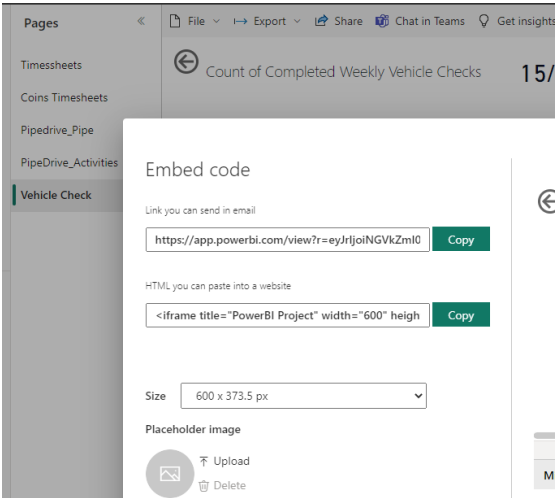 Pages
File
Export
Share
Chat in Teams
Get insights
Timessheets
Coins Timesheets
Pipedrive_Pipe
PipeDrive_Activities
Vehicle Check
Count of Completed Weekly Vehicle Checks
15/
Embed code
Link you can send in email
https://app.powerbi.com/view?r=eyJrIjoiNGVkZmI0
Copy
HTML you can paste into a website
<iframe title="PowerBI Project" width="600" heigh
Copy
Size
600 x 373.5 px
Placeholder image
Upload
Delete
M